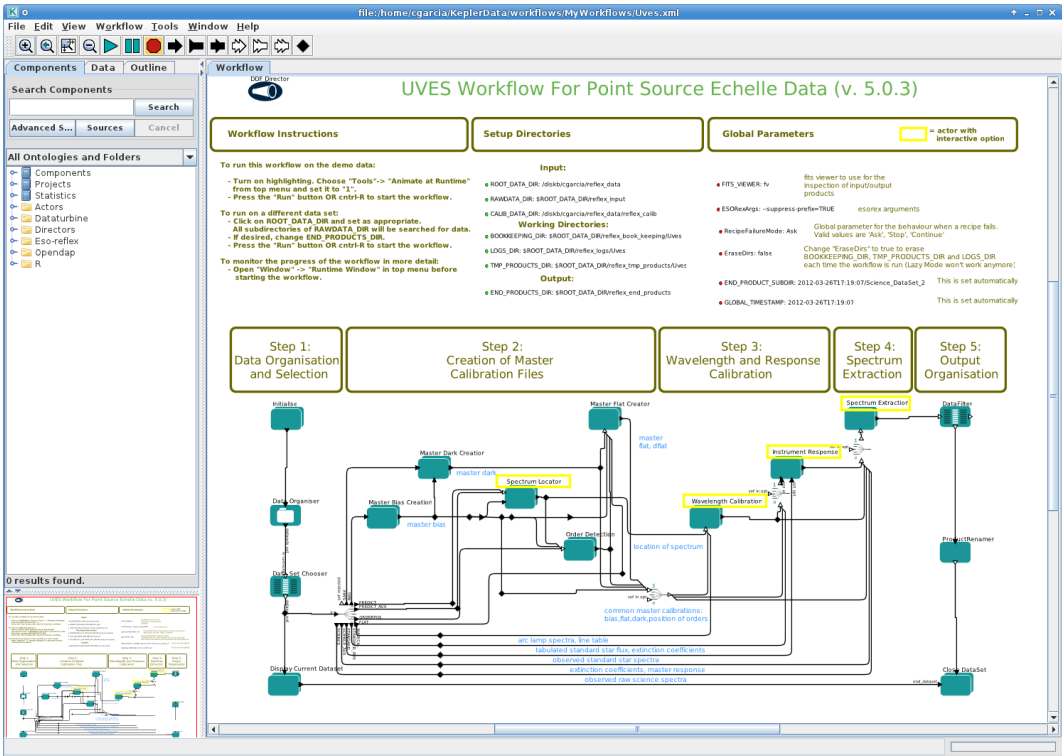 file:/home/cgarcia/KeplerData/workflows/MyWorkflows/Uves.xml
File Edit View Workflow Tools Window Help
Components Data Outline
Search Components
Search
Advanced S... Sources Cancel
All Ontologies and Folders
Components
Projects
Statistics
Actors
Dataturbine
Directors
Eso-reflex
Opendap
R
0 results found.
Workflow
DDF Director
UVES Workflow For Point Source Echelle Data (v. 5.0.3)
Workflow Instructions
Setup Directories
Global Parameters
= actor with
interactive option
To run this workflow on the demo data:
- Turn on highlighting. Choose "Tools"-> "Animate at Runtime"
from top menu and set it to "1".
- Press the "Run" button OR cntrl-R to start the workflow.
To run on a different data set:
- Click on ROOT_DATA_DIR and set as appropriate.
All subdirectories of RAWDATA_DIR will be searched for data.
- If desired, change END_PRODUCTS_DIR.
- Press the "Run" button OR cntrl-R to start the workflow.
To monitor the progress of the workflow in more detail:
- Open "Window" -> "Runtime Window" in top menu before
starting the workflow.
Input:
ROOT_DATA_DIR: /diskb/cgarcia/reflex_data
RAWDATA_DIR: $ROOT_DATA_DIR/reflex_input
CALIB_DATA_DIR: /diskb/cgarcia/reflex_data/reflex_calib
Working Directories:
BOOKKEEPING_DIR: $ROOT_DATA_DIR/reflex_book_keeping/Uves
LOGS_DIR: $ROOT_DATA_DIR/reflex_logs/Uves
TMP_PRODUCTS_DIR: $ROOT_DATA_DIR/reflex_tmp_products/Uves
Output:
END_PRODUCTS_DIR: $ROOT_DATA_DIR/reflex_end_products
FITS_VIEWER: fv
fits viewer to use for the
inspection of input/output
products
ESORexArgs: --suppress-prefix=TRUE
esorex arguments
RecipeFailureMode: Ask
Global parameter for the behaviour when a recipe fails.
Valid values are 'Ask', 'Stop', 'Continue'
EraseDirs: false
Change "EraseDirs" to true to erase
BOOKKEEPING_DIR, TMP_PRODUCTS_DIR and LOGS_DIR
each time the workflow is run (Lazy Mode won't work anymore)
END_PRODUCT_SUBDIR: 2012-03-26T17:19:07/Science_DataSet_2
This is set automatically
GLOBAL_TIMESTAMP: 2012-03-26T17:19:07
This is set automatically
Step 1:
Data Organisation
and Selection
Step 2:
Creation of Master
Calibration Files
Step 3:
Wavelength and Response
Calibration
Step 4:
Spectrum
Extraction
Step 5:
Output
Organisation
Initialise
Master Flat Creator
Spectrum Extraction
DataFilter
master
flat, dflat
Master Dark Creator
master dark
Instrument Response
Spectrum Locator
Data Organiser
Master Bias Creation
master bias
Wavelength Calibration
Order Detection
location of spectrum
ProductRenamer
Data Set Chooser
common master calibrations:
bias,flat,dark,position of orders
arc lamp spectra, line table
tabulated standard star flux, extinction coefficients
observed standard star spectra
extinction coefficients, master response
observed raw science spectra
Display Current Dataset
end_dataset
Close DataSet